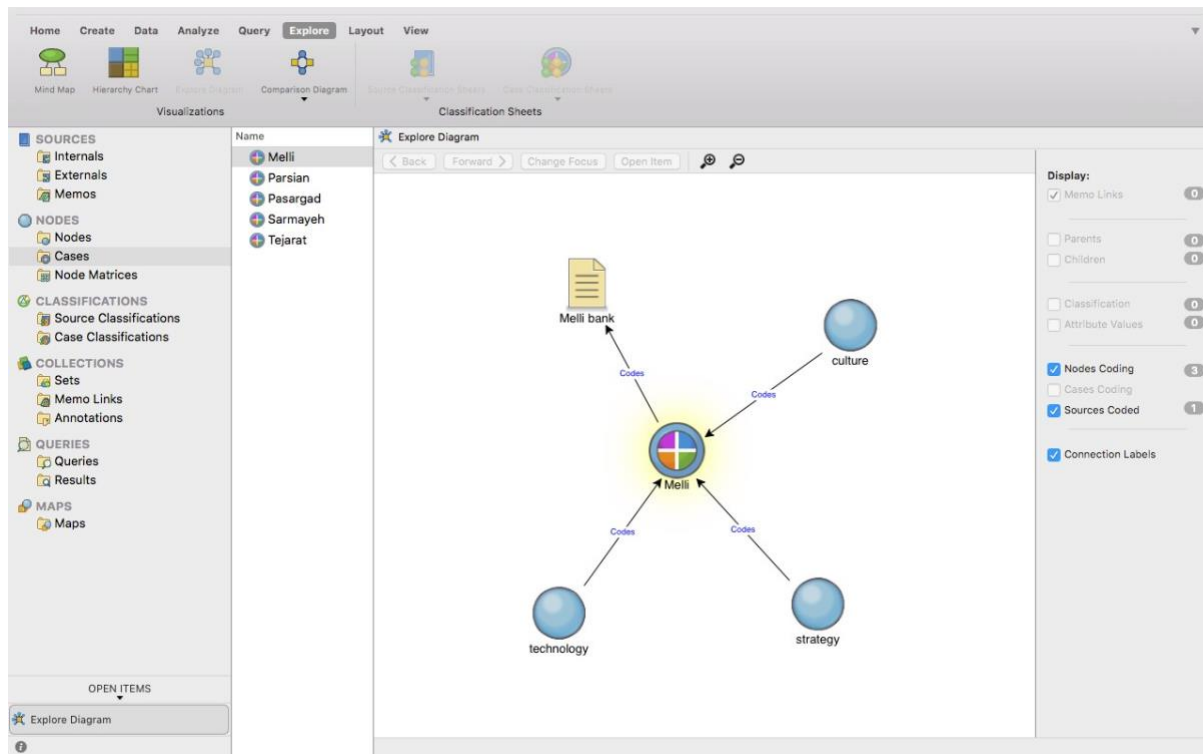 Home Create Data Analyze Query Explore Layout View
Mind Map Hierarchy Chart Explore Diagram Comparison Diagram Source Classification Sheets Case Classification Sheets
Visualizations Classification Sheets
SOURCES
Internals
Externals
Memos
NODES
Nodes
Cases
Node Matrices
CLASSIFICATIONS
Source Classifications
Case Classifications
COLLECTIONS
Sets
Memo Links
Annotations
QUERIES
Queries
Results
MAPS
Maps
OPEN ITEMS
Explore Diagram
Name
Melli
Parsian
Pasargad
Sarmayeh
Tejarat
Explore Diagram
Back Forward Change Focus Open Item
Melli bank
culture
Codes
Codes
Melli
Codes
Codes
technology
strategy
Display:
Memo Links 0
Parents 0
Children 0
Classification 0
Attribute Values 0
Nodes Coding 3
Cases Coding
Sources Coded 1
Connection Labels